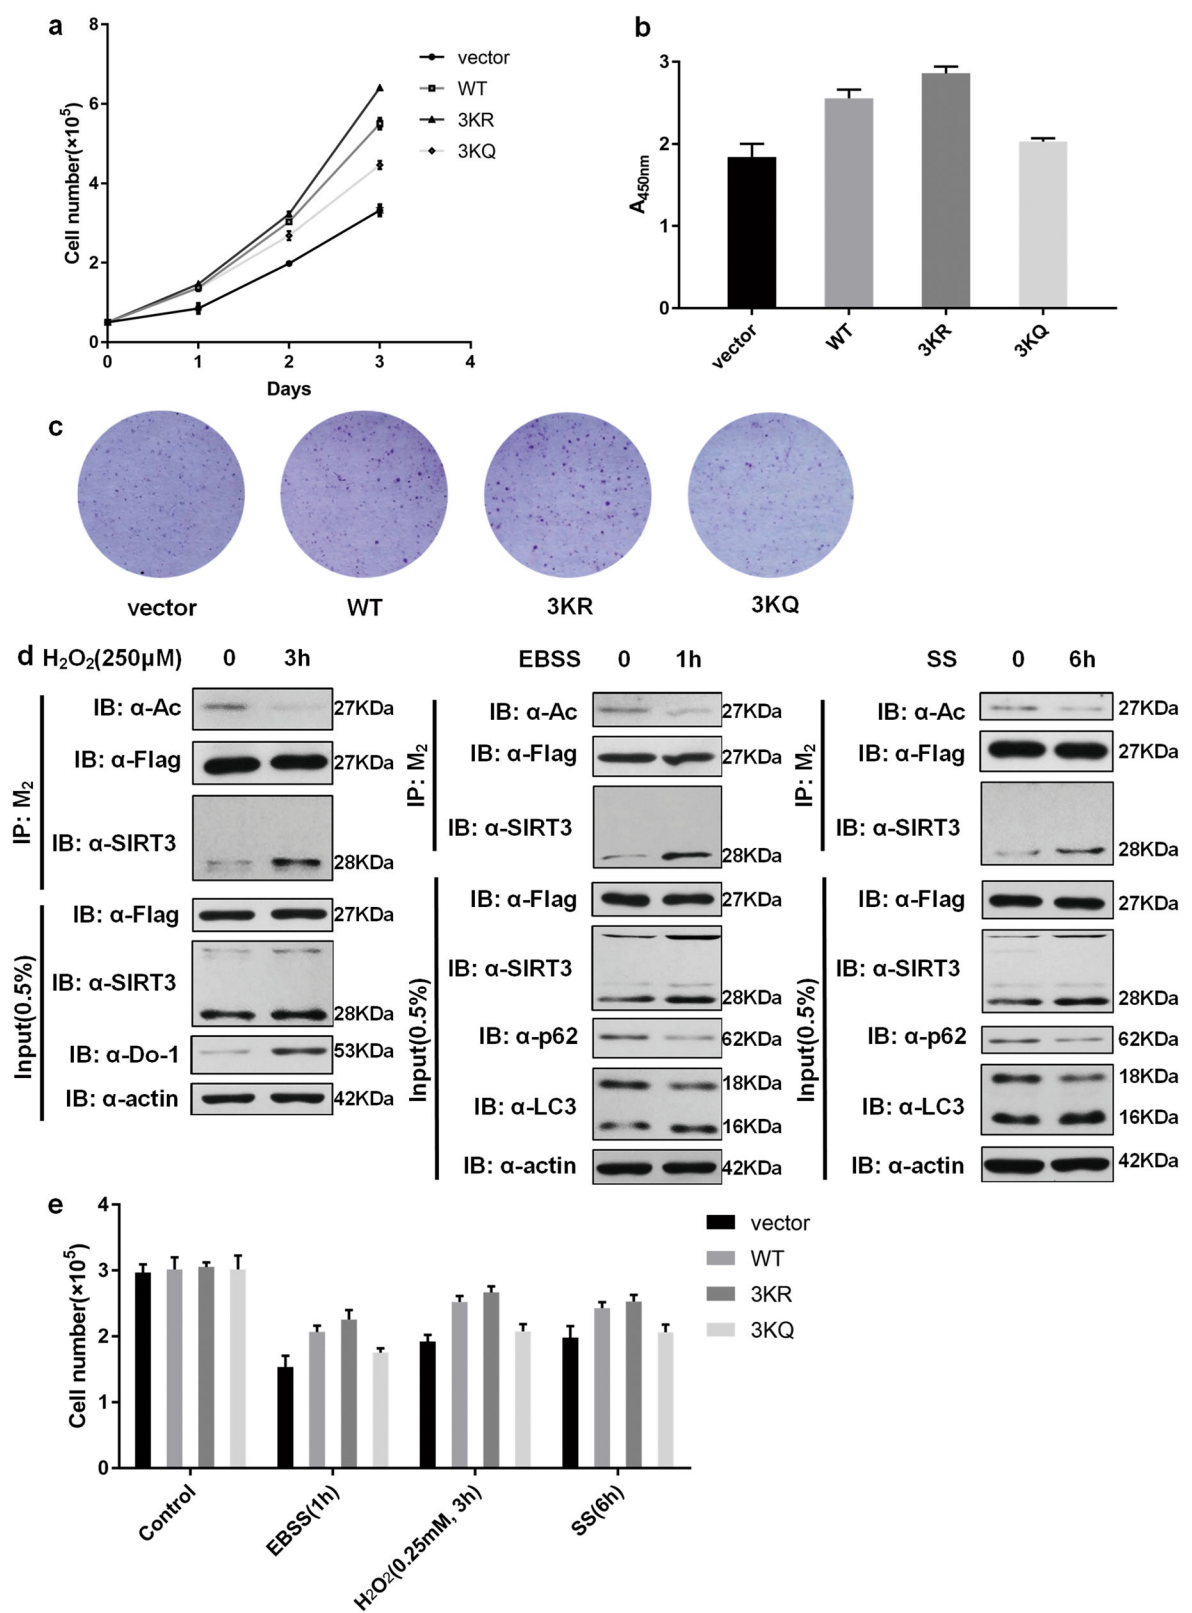 a
8
6
4
2
0
Cell number(×10⁵)
0 1 2 3 4
Days
vector
WT
3KR
3KQ
b
3
2
1
0
A450nm
vector WT 3KR 3KQ
c
vector WT 3KR 3KQ
d
H₂O₂(250μM) 0 3h
IP: M₂
IB: α-Ac 27KDa
IB: α-Flag 27KDa
IB: α-SIRT3 28KDa
Input(0.5%)
IB: α-Flag 27KDa
IB: α-SIRT3 28KDa
IB: α-Do-1 53KDa
IB: α-actin 42KDa
EBSS 0 1h
IP: M₂
IB: α-Ac 27KDa
IB: α-Flag 27KDa
IB: α-SIRT3 28KDa
Input(0.5%)
IB: α-Flag 27KDa
IB: α-SIRT3 28KDa
IB: α-p62 62KDa
18KDa
IB: α-LC3
16KDa
IB: α-actin 42KDa
SS 0 6h
IP: M₂
IB: α-Ac 27KDa
IB: α-Flag 27KDa
IB: α-SIRT3 28KDa
Input(0.5%)
IB: α-Flag 27KDa
IB: α-SIRT3 28KDa
IB: α-p62 62KDa
18KDa
IB: α-LC3
16KDa
IB: α-actin 42KDa
e
4
3
2
1
0
Cell number(×10⁵)
Control EBSS(1h) H₂O₂(0.25mM, 3h) SS(6h)
vector
WT
3KR
3KQ